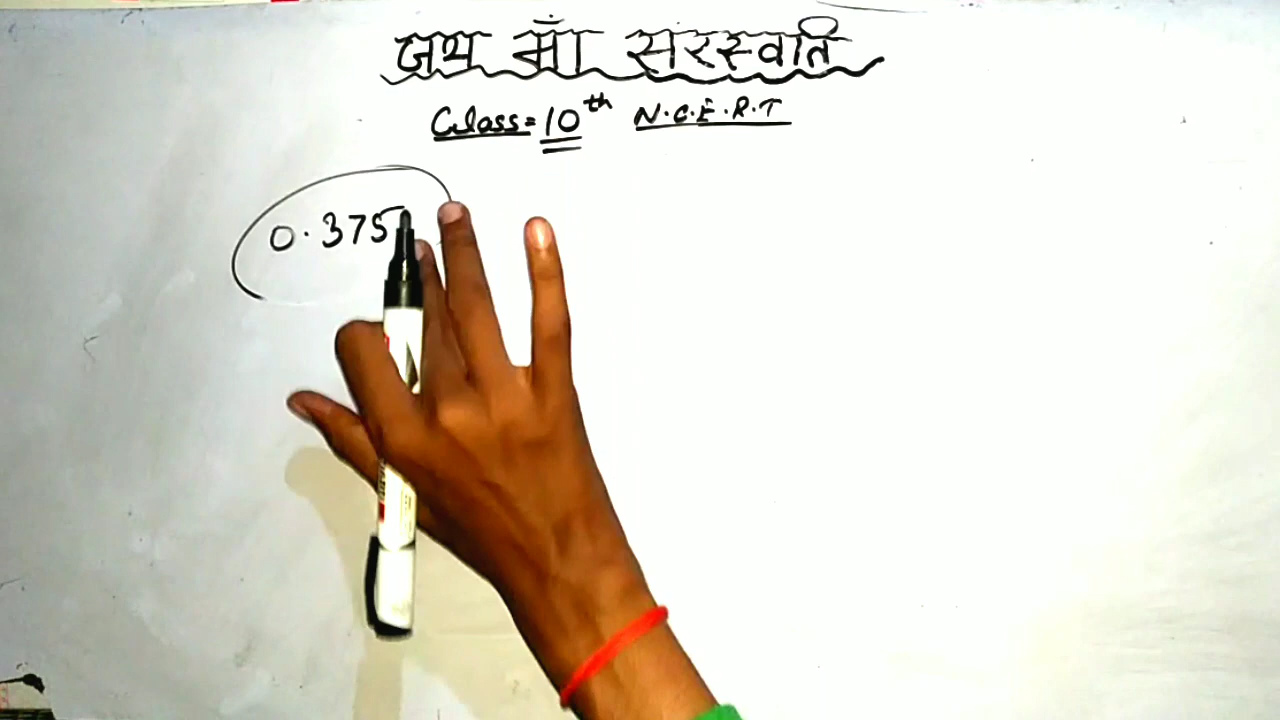 जय माँ सरस्वति
Class = 10th N.C.E.R.T
0.375